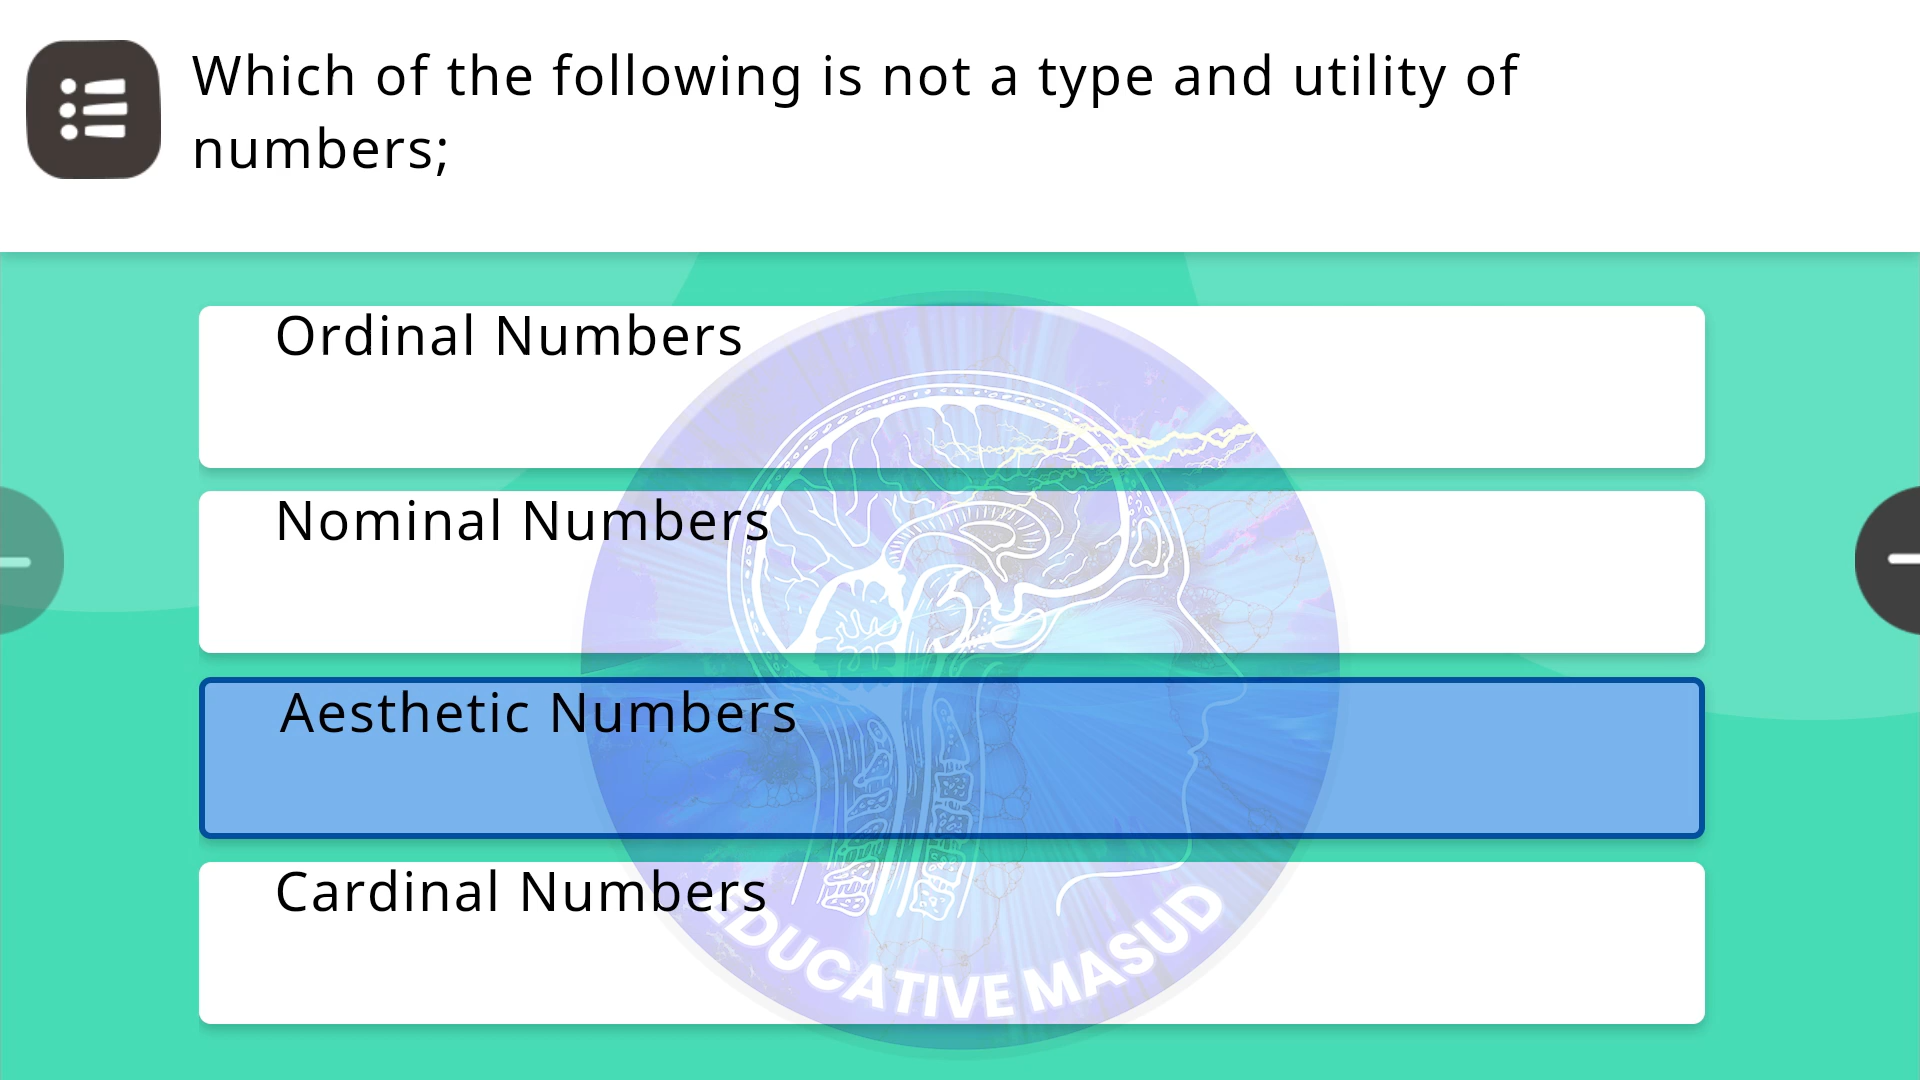 Which of the following is not a type and utility of
numbers;
Ordinal Numbers
Nominal Numbers
Aesthetic Numbers
Cardinal Numbers
EDUCATIVE MASUD